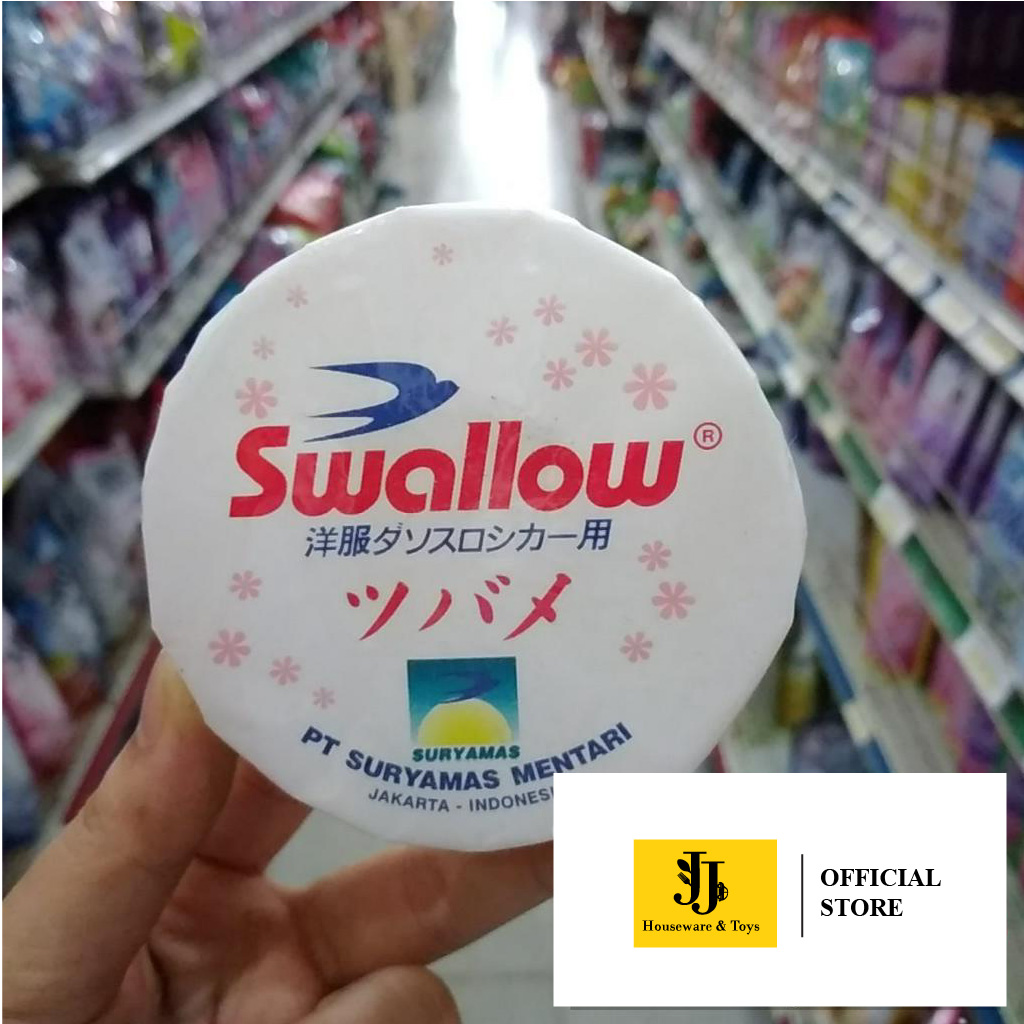 Swallow®
洋服ダソスロシカー用
ツバメ
SURYAMAS
PT SURYAMAS MENTARI
JAKARTA - INDONESI
JJ
Houseware & Toys
OFFICIAL
STORE